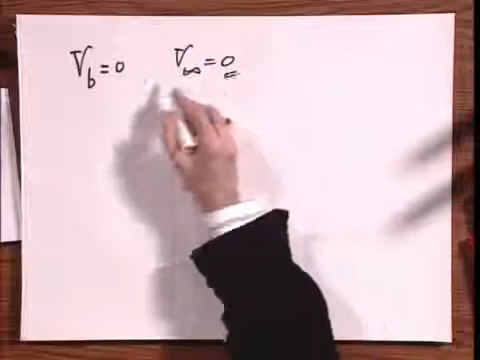 V_b = 0 V_∞ = 0